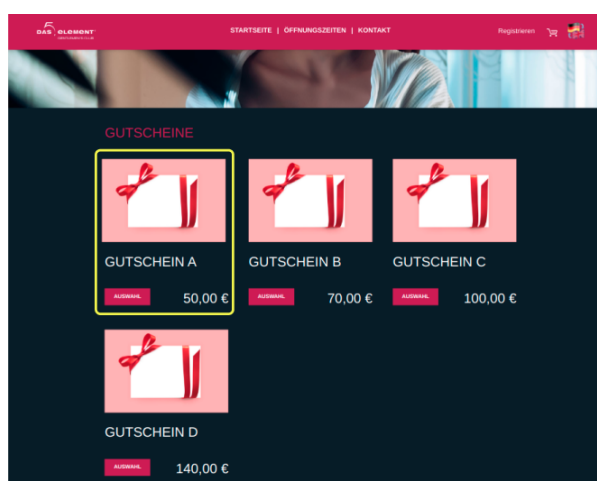 DAS 5 element
STARTSEITE | ÖFFNUNGSZEITEN | KONTAKT
Registrieren
GUTSCHEINE
GUTSCHEIN A
AUSWAHL
50,00 €
GUTSCHEIN B
AUSWAHL
70,00 €
GUTSCHEIN C
AUSWAHL
100,00 €
GUTSCHEIN D
AUSWAHL
140,00 €